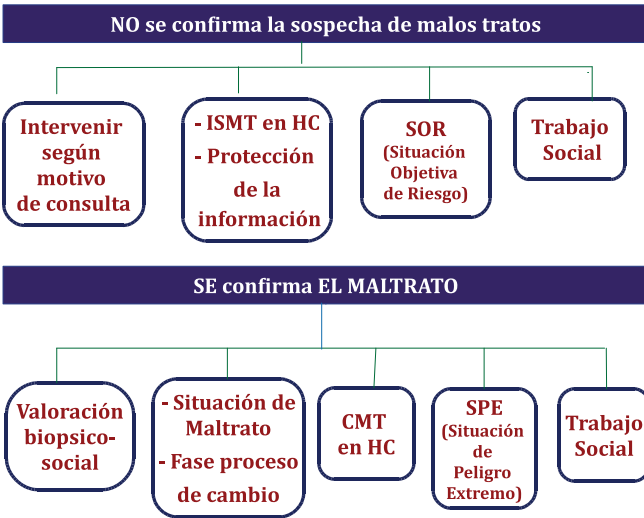 NO se confirma la sospecha de malos tratos
Intervenir
según
motivo
de consulta
- ISMT en HC
- Protección
de la
información
SOR
(Situación
Objetiva
de Riesgo)
Trabajo
Social
SE confirma EL MALTRATO
Valoración
biopsico-
social
- Situación de
Maltrato
- Fase proceso
de cambio
CMT
en HC
SPE
(Situación
de
Peligro
Extremo)
Trabajo
Social